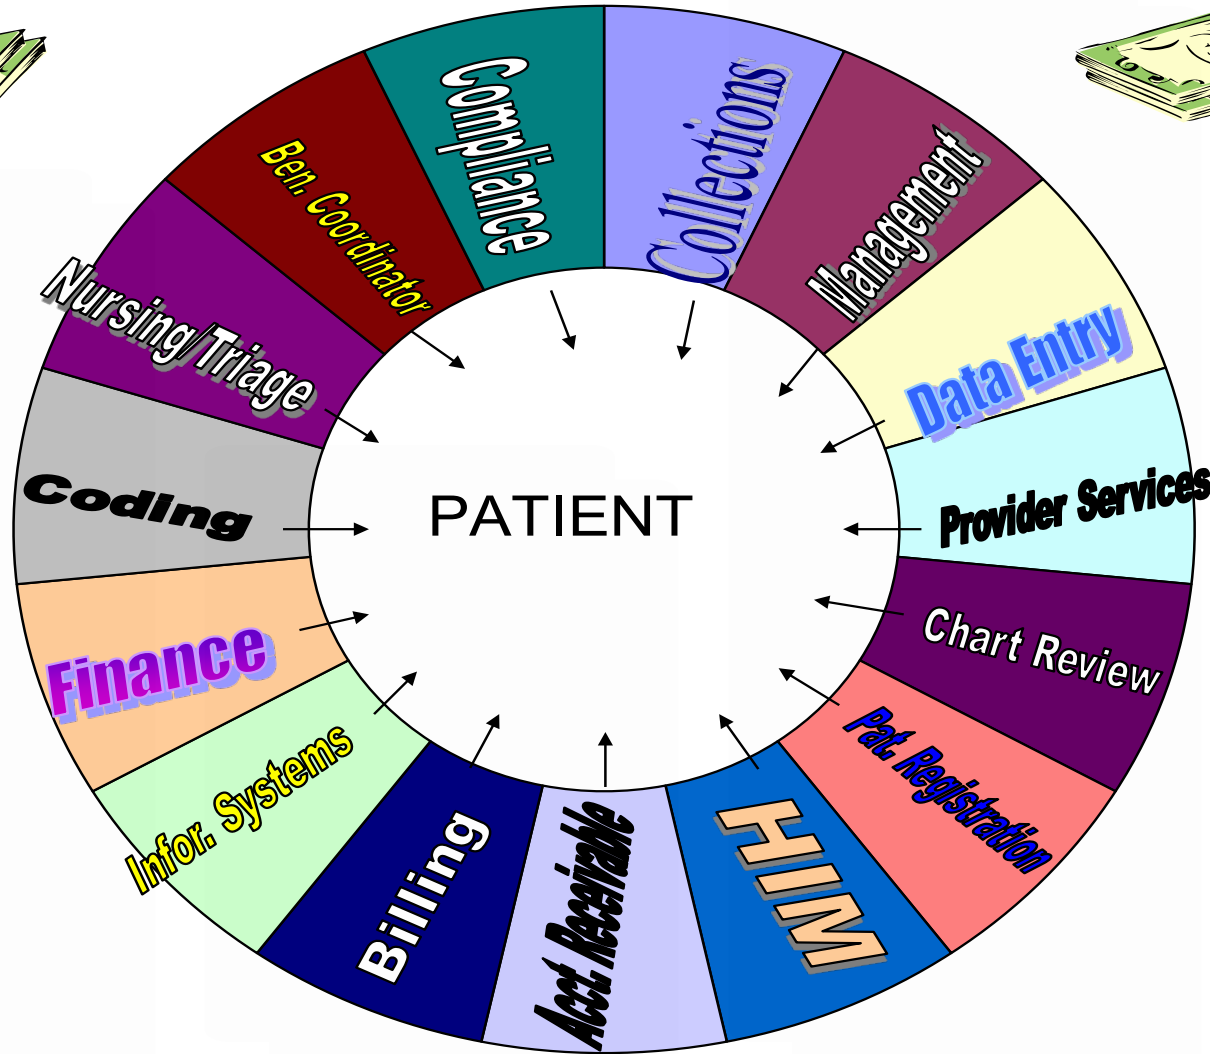 Compliance
Collections
Management
Data Entry
Provider Services
Chart Review
Pat. Registration
HIM
Acct. Receivable
Billing
Infor. Systems
Finance
Coding
Nursing/Triage
Ben. Coordinator
PATIENT